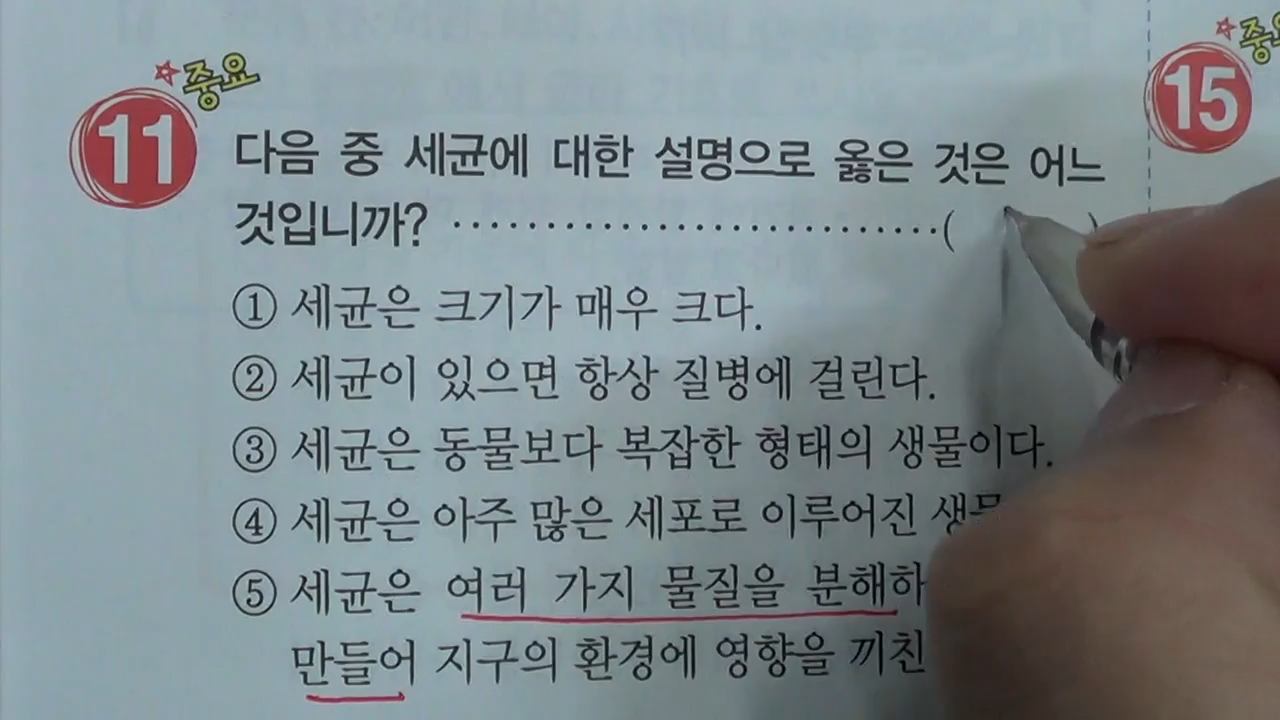 중요
11 다음 중 세균에 대한 설명으로 옳은 것은 어느
것입니까? ···························( )
① 세균은 크기가 매우 크다.
② 세균이 있으면 항상 질병에 걸린다.
③ 세균은 동물보다 복잡한 형태의 생물이다.
④ 세균은 아주 많은 세포로 이루어진
⑤ 세균은 여러 가지 물질을 분해하
만들어 지구의 환경에 영향을 끼친
15